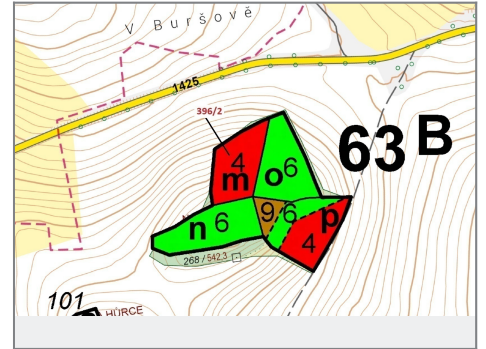 V Buršově
1425
396/2
63 B
4 6
m o
9 6 p
n 6
4
268 / 542.3
101
HŮRCE